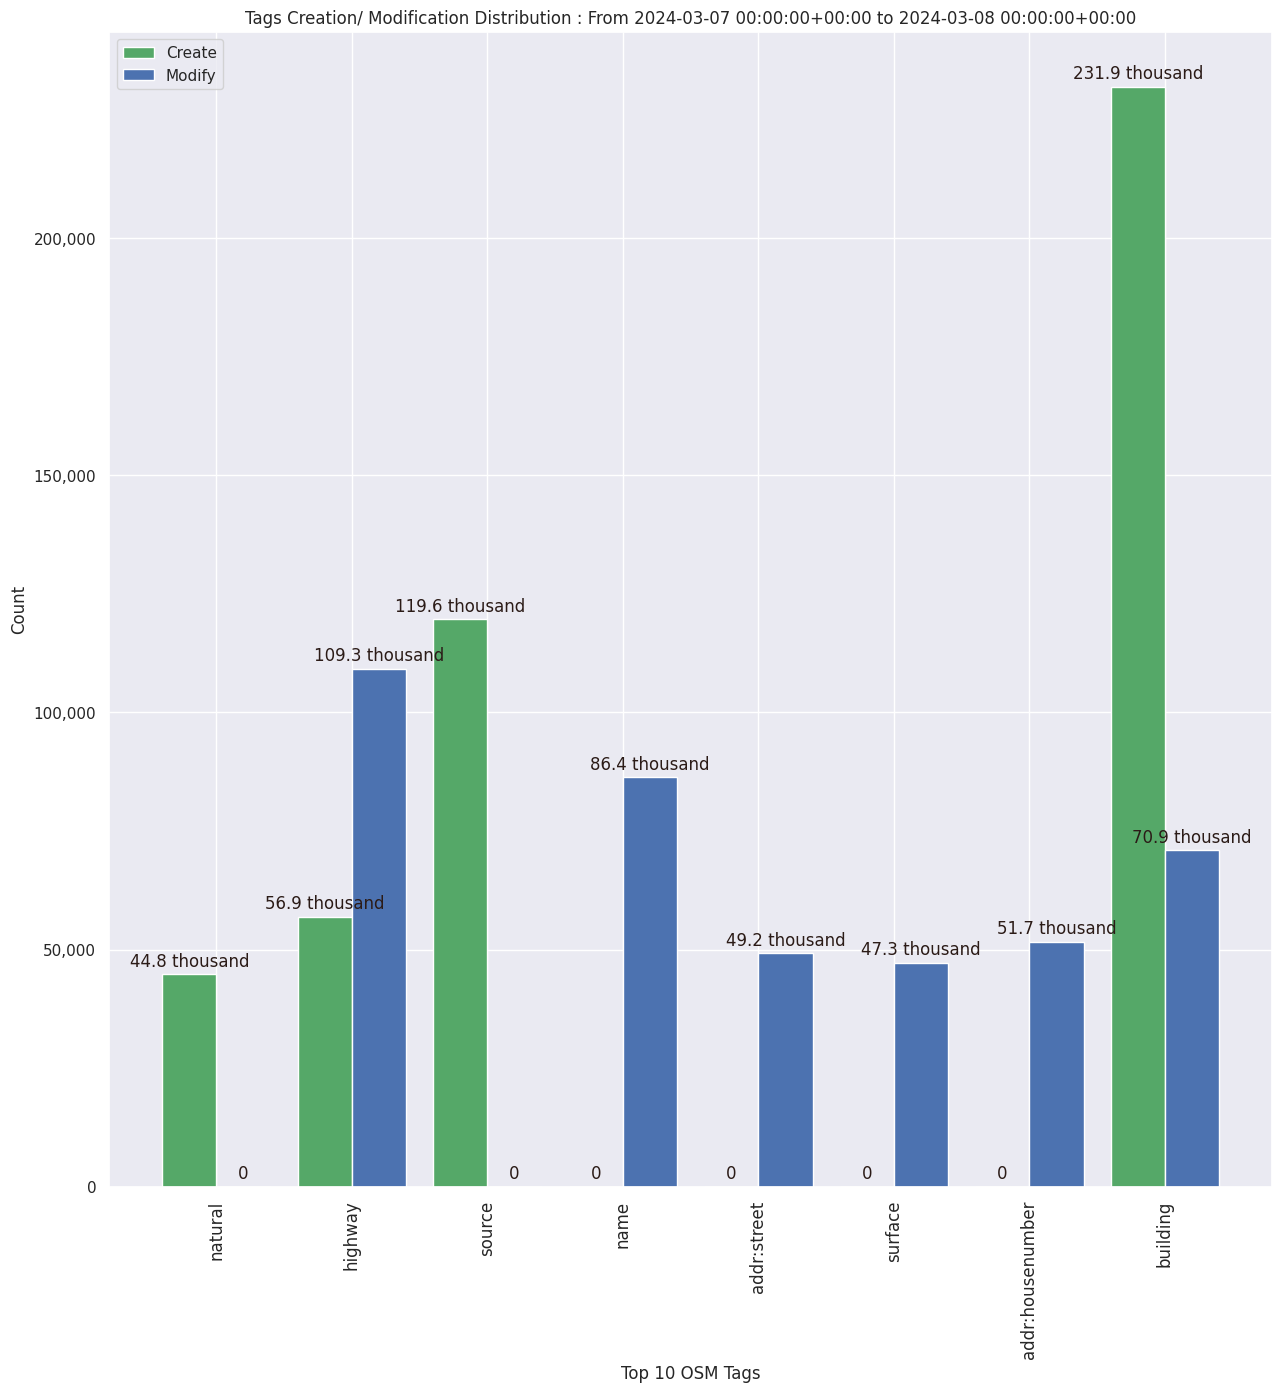 Tags Creation/ Modification Distribution : From 2024-03-07 00:00:00+00:00 to 2024-03-08 00:00:00+00:00
Create
Modify
231.9 thousand
200,000
150,000
119.6 thousand
109.3 thousand
100,000
86.4 thousand
70.9 thousand
56.9 thousand
51.7 thousand
49.2 thousand
47.3 thousand
50,000
44.8 thousand
0
0
0
0
0
0
0
Count
natural
highway
source
name
addr:street
surface
addr:housenumber
building
Top 10 OSM Tags